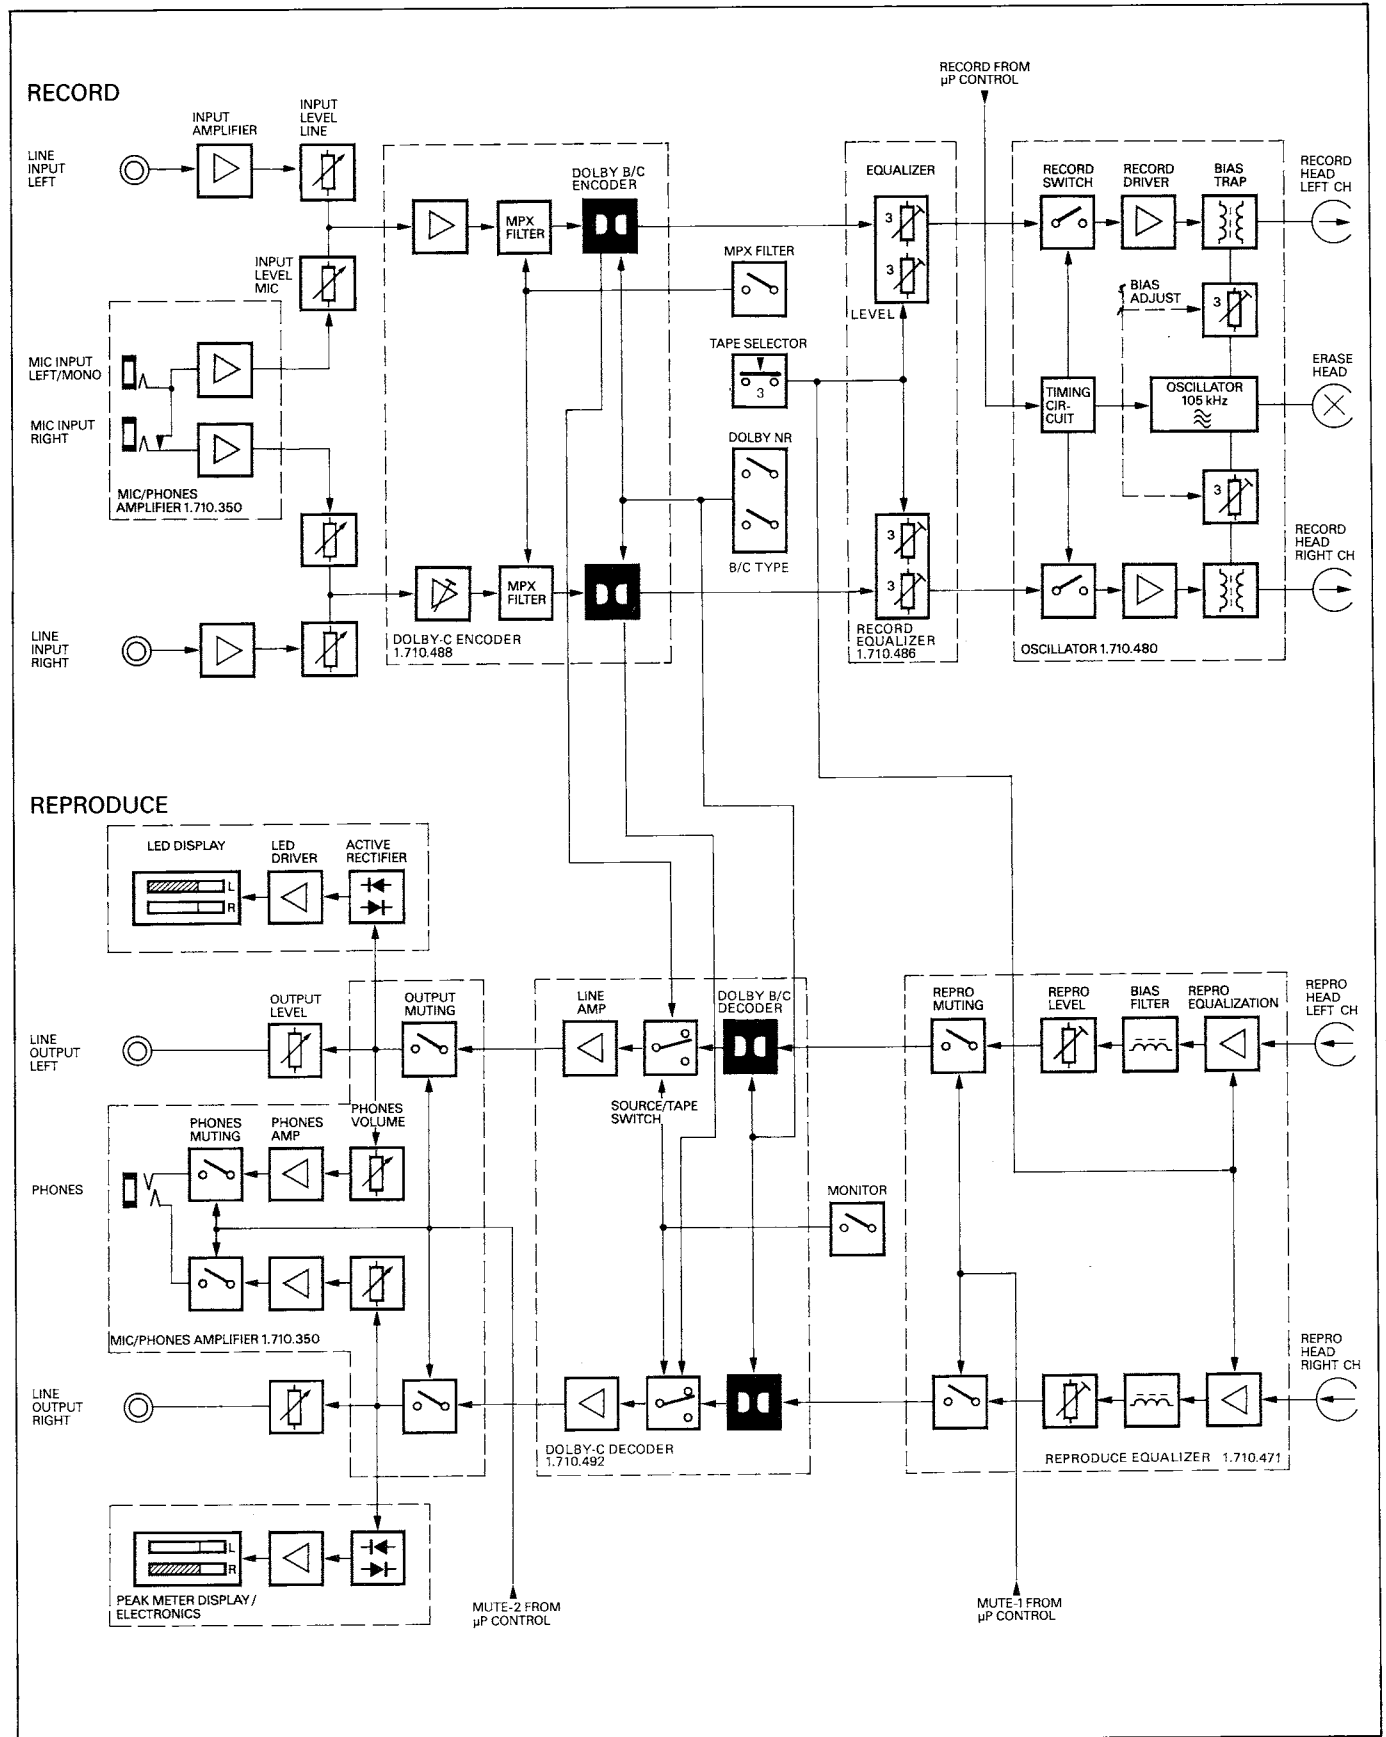 RECORD FROM
µP CONTROL
RECORD
INPUT
AMPLIFIER
INPUT
LEVEL
LINE
LINE
INPUT
LEFT
DOLBY B/C
ENCODER
EQUALIZER
RECORD
SWITCH
RECORD
DRIVER
BIAS
TRAP
RECORD
HEAD
LEFT CH
MPX
FILTER
3
3
INPUT
LEVEL
MIC
MPX FILTER
LEVEL
BIAS
ADJUST
3
MIC INPUT
LEFT/MONO
TAPE SELECTOR
3
ERASE
HEAD
TIMING
CIR-
CUIT
OSCILLATOR
105 kHz
MIC INPUT
RIGHT
DOLBY NR
3
MIC/PHONES
AMPLIFIER 1.710.350
B/C TYPE
3
3
RECORD
HEAD
RIGHT CH
MPX
FILTER
LINE
INPUT
RIGHT
DOLBY-C ENCODER
1.710.488
RECORD
EQUALIZER
1.710.486
OSCILLATOR 1.710.480
REPRODUCE
LED DISPLAY
LED
DRIVER
ACTIVE
RECTIFIER
L
R
OUTPUT
LEVEL
OUTPUT
MUTING
LINE
AMP
DOLBY B/C
DECODER
REPRO
MUTING
REPRO
LEVEL
BIAS
FILTER
REPRO
EQUALIZATION
REPRO
HEAD
LEFT CH
LINE
OUTPUT
LEFT
SOURCE/TAPE
SWITCH
PHONES
MUTING
PHONES
AMP
PHONES
VOLUME
PHONES
MONITOR
MIC/PHONES AMPLIFIER 1.710.350
REPRO
HEAD
RIGHT CH
LINE
OUTPUT
RIGHT
DOLBY-C DECODER
1.710.492
REPRODUCE EQUALIZER 1.710.471
L
R
PEAK METER DISPLAY/
ELECTRONICS
MUTE-2 FROM
µP CONTROL
MUTE-1 FROM
µP CONTROL